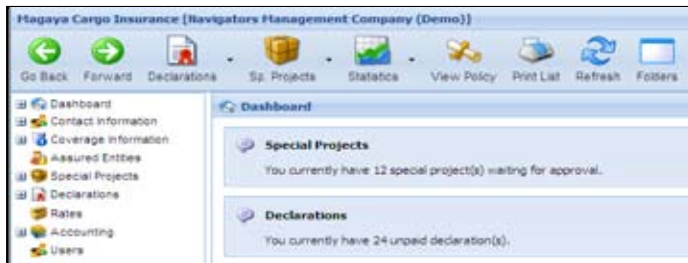 Magaya Cargo Insurance [Navigators Management Company (Demo)]
Go Back Forward Declarations Sp. Projects Statistics View Policy Print List Refresh Folders
Dashboard
Contact Information
Coverage Information
Assured Entities
Special Projects
Declarations
Rates
Accounting
Users
Dashboard
Special Projects
You currently have 12 special project(s) waiting for approval.
Declarations
You currently have 24 unpaid declaration(s).